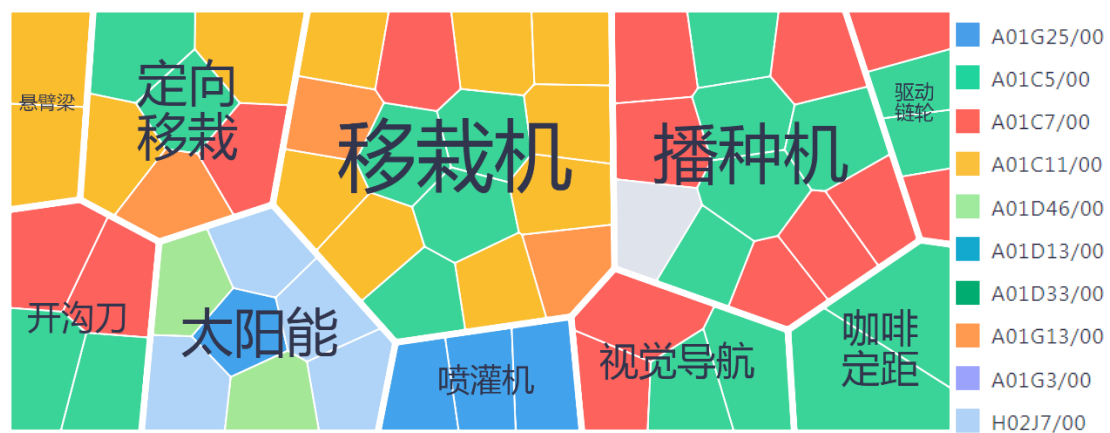 悬臂梁
定向
移栽
移栽机
播种机
驱动
链轮
开沟刀
太阳能
喷灌机
视觉导航
咖啡
定距
A01G25/00
A01C5/00
A01C7/00
A01C11/00
A01D46/00
A01D13/00
A01D33/00
A01G13/00
A01G3/00
H02J7/00